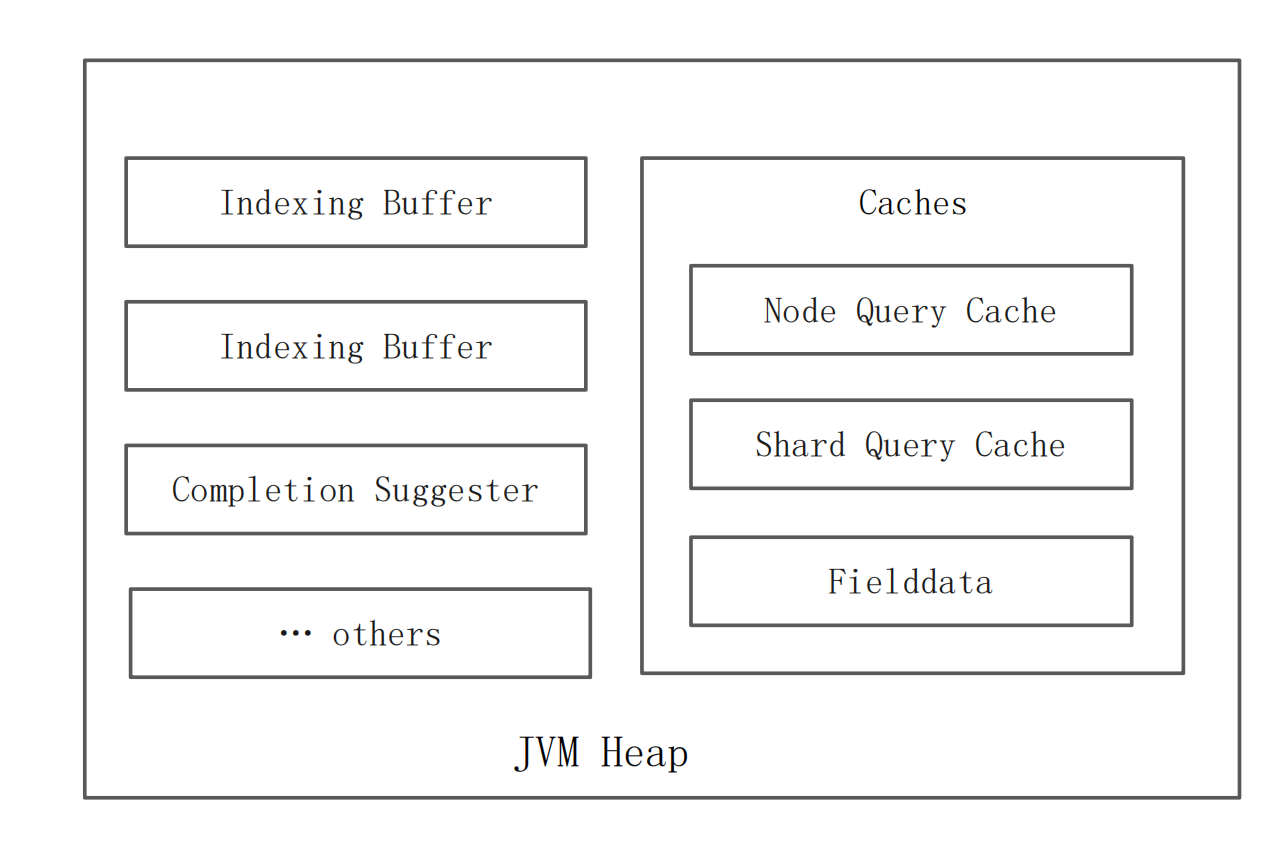 Indexing Buffer
Indexing Buffer
Completion Suggester
… others
Caches
Node Query Cache
Shard Query Cache
Fielddata
JVM Heap